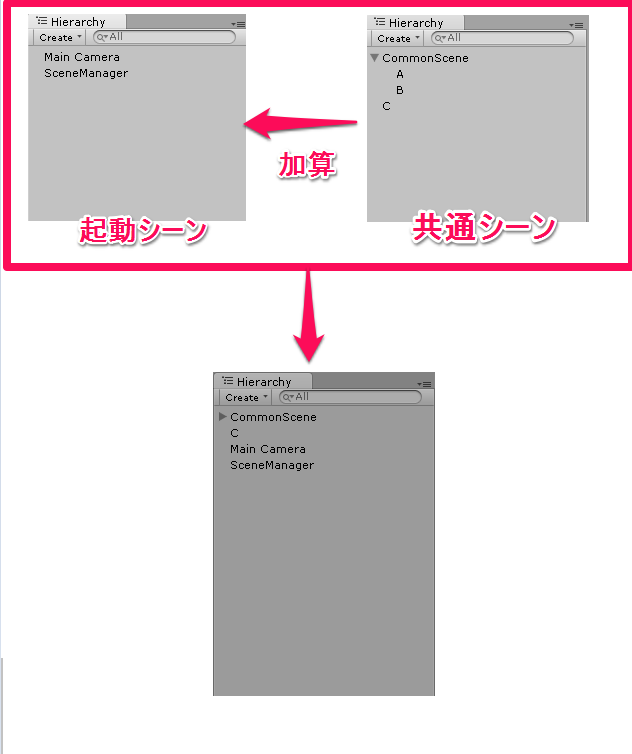 Hierarchy
Create
All
Main Camera
SceneManager
起動シーン
加算
Hierarchy
Create
All
CommonScene
A
B
C
共通シーン
Hierarchy
Create
All
CommonScene
C
Main Camera
SceneManager